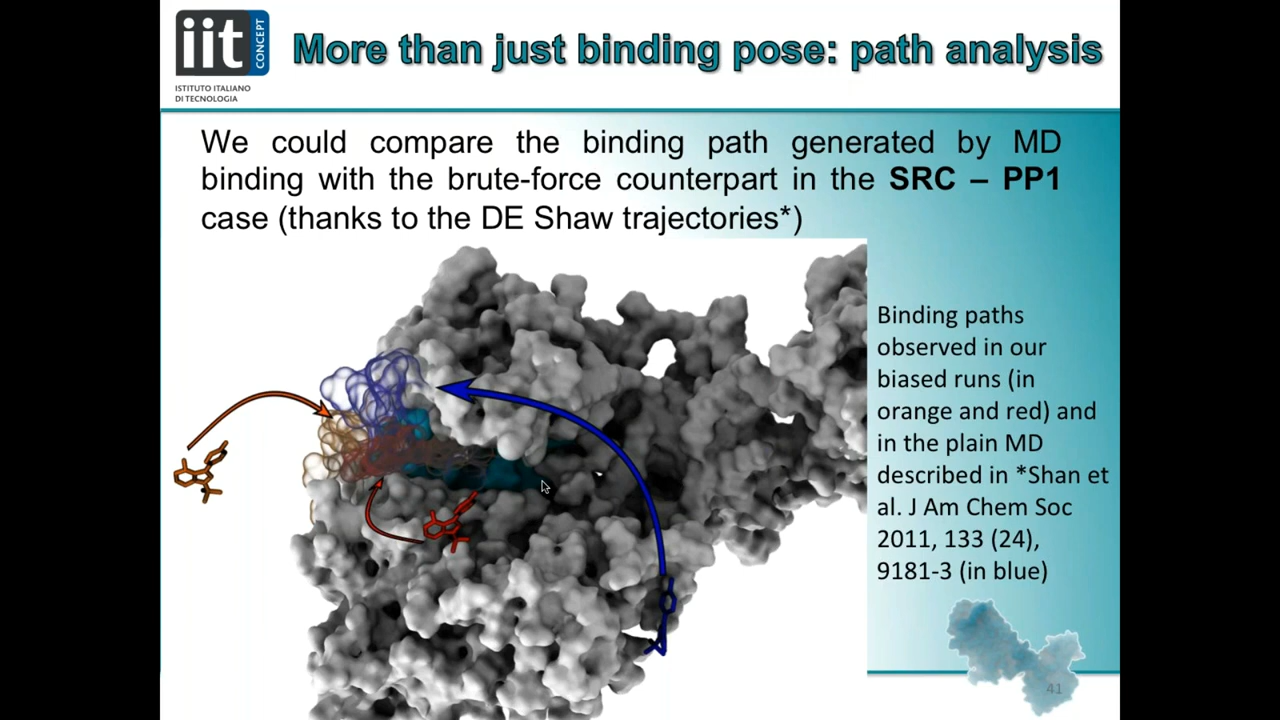 iit
CONCEPT
ISTITUTO ITALIANO
DI TECNOLOGIA
More than just binding pose: path analysis
We could compare the binding path generated by MD
binding with the brute-force counterpart in the SRC – PP1
case (thanks to the DE Shaw trajectories*)
Binding paths
observed in our
biased runs (in
orange and red) and
in the plain MD
described in *Shan et
al. J Am Chem Soc
2011, 133 (24),
9181-3 (in blue)
41